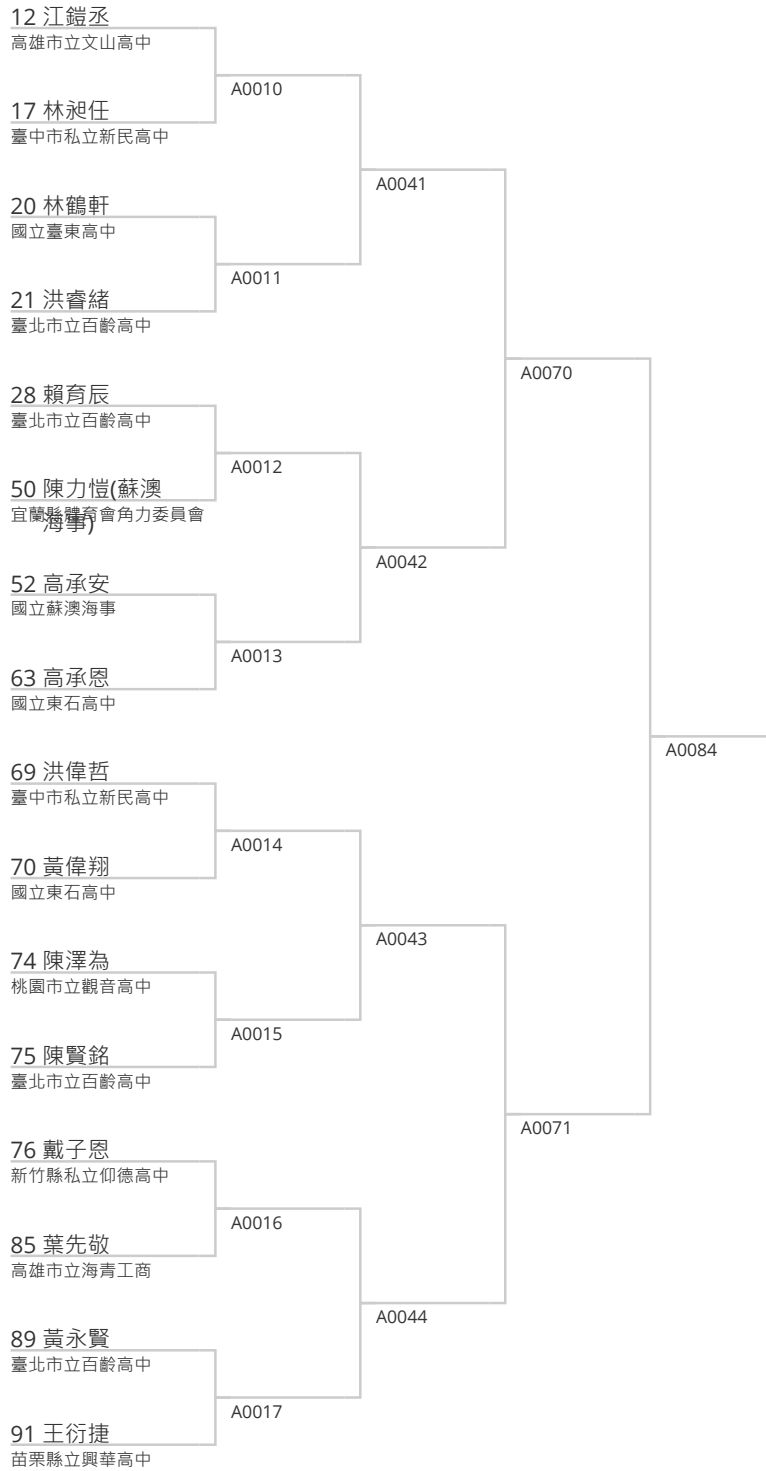 12 江鎧丞
高雄市立文山高中
A0010
17 林昶任
臺中市私立新民高中
A0041
20 林鶴軒
國立臺東高中
A0011
21 洪睿緒
臺北市立百齡高中
A0070
28 賴育辰
臺北市立百齡高中
A0012
50 陳力愷(蘇澳
海事)
宜蘭縣體育會角力委員會
A0042
52 高承安
國立蘇澳海事
A0013
63 高承恩
國立東石高中
A0084
69 洪偉哲
臺中市私立新民高中
A0014
70 黃偉翔
國立東石高中
A0043
74 陳澤為
桃園市立觀音高中
A0015
75 陳賢銘
臺北市立百齡高中
A0071
76 戴子恩
新竹縣私立仰德高中
A0016
85 葉先敬
高雄市立海青工商
A0044
89 黃永賢
臺北市立百齡高中
A0017
91 王衍捷
苗栗縣立興華高中